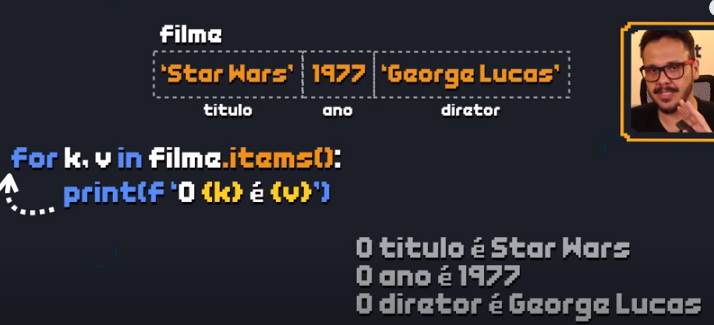 filme
'Star Wars' 1977 'George Lucas'
titulo ano diretor
for k, v in filme.items():
print(f 'O {k} é {v}')
O titulo é Star Wars
O ano é 1977
O diretor é George Lucas